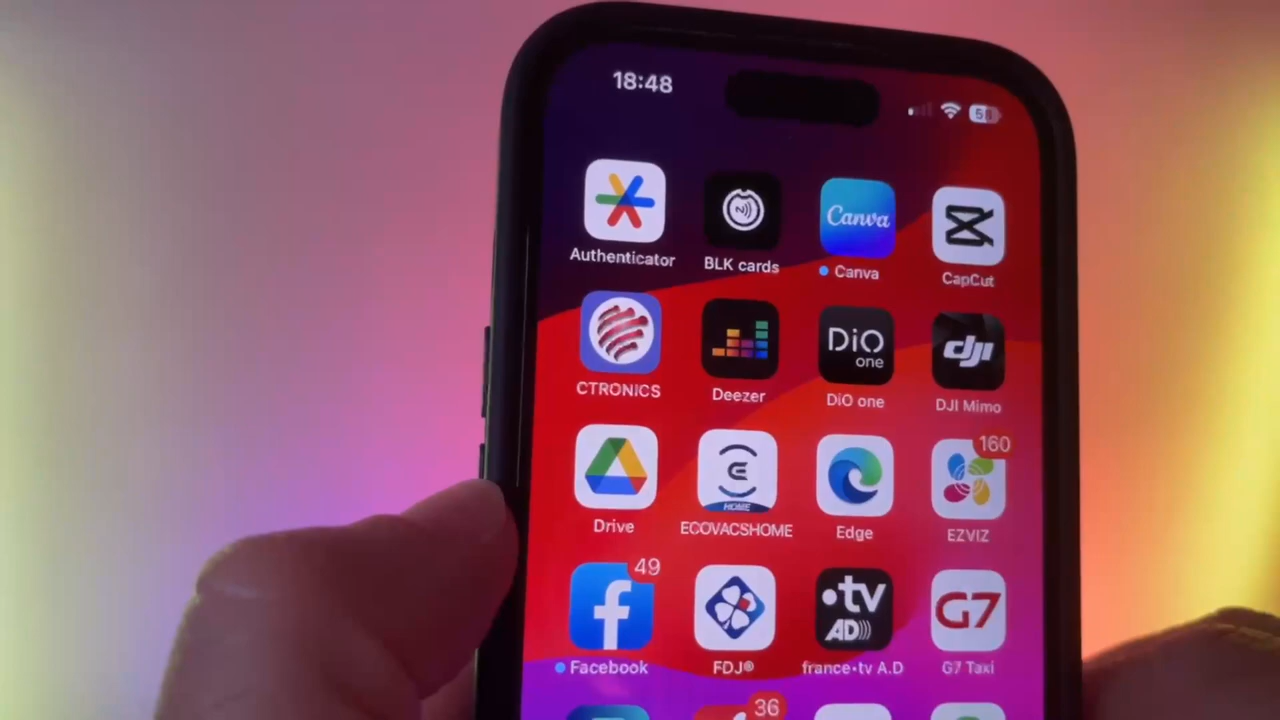 18:48
5
Canva
Authenticator
BLK cards
Canva
CapCut
DiO
one
dji
CTRONICS
Deezer
DiO one
DJI Mimo
160
HOME
Drive
ECOVACSHOME
Edge
EZVIZ
49
f
•tv
AD)))
G7
Facebook
FDJ®
france•tv A.D
G7 Taxi
36